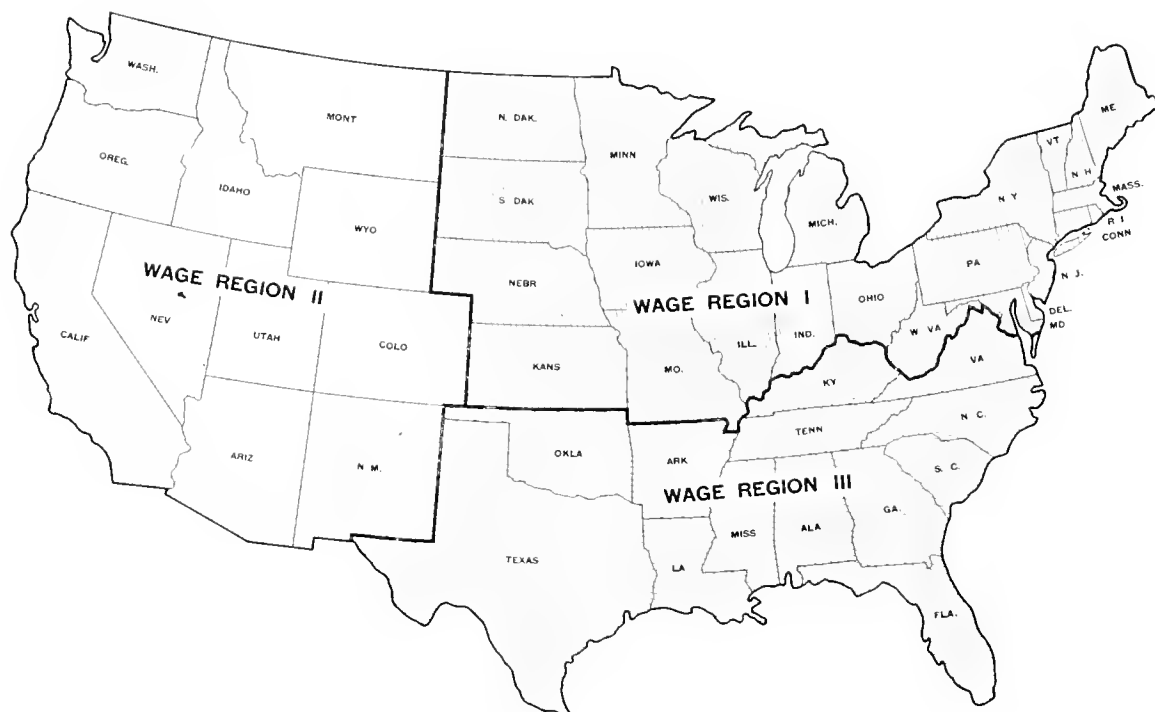 WASH.
MONT
N. DAK.
MINN
ME
VT
N H
OREG.
IDAHO
S DAK
WIS.
MICH.
N Y
MASS.
R I
CONN
WYO
IOWA
PA
N J.
NEBR
WAGE REGION II
WAGE REGION I
OHIO
NEV
CALIF
UTAH
COLO
KANS
MO.
ILL.
IND.
W VA
DEL.
MD
VA
KY
N C.
TENN
ARIZ
N M.
OKLA
ARK
S. C.
WAGE REGION III
MISS
ALA
GA.
TEXAS
LA
FLA.